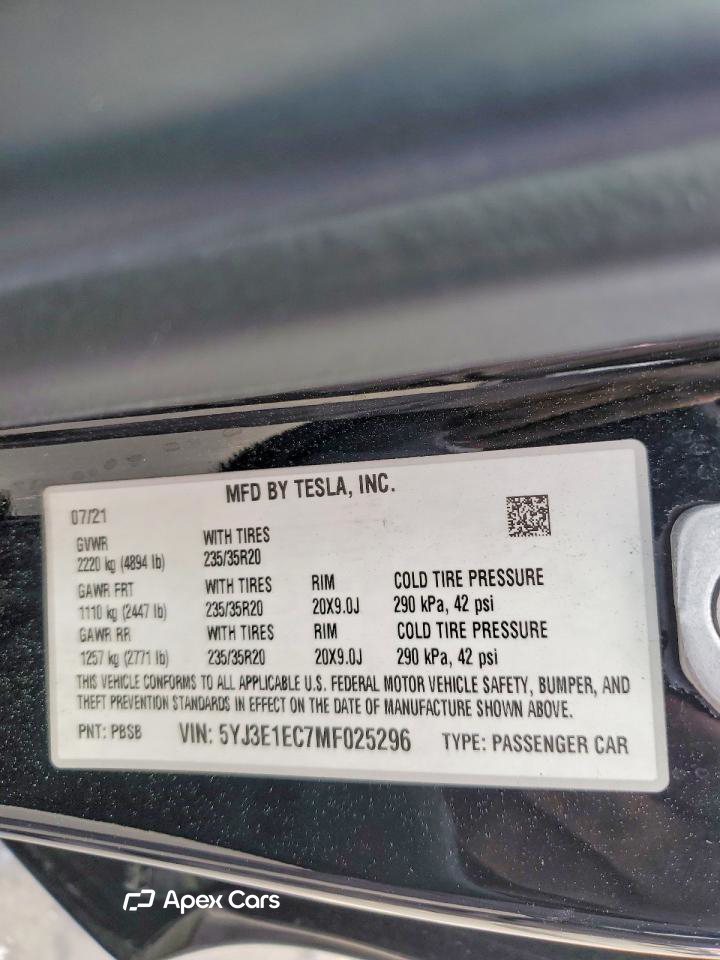 MFD BY TESLA, INC.
07/21
GVWR WITH TIRES
2220 kg (4894 lb) 235/35R20
GAWR FRT WITH TIRES RIM COLD TIRE PRESSURE
1110 kg (2447 lb) 235/35R20 20X9.0J 290 kPa, 42 psi
GAWR RR WITH TIRES RIM COLD TIRE PRESSURE
1257 kg (2771 lb) 235/35R20 20X9.0J 290 kPa, 42 psi
THIS VEHICLE CONFORMS TO ALL APPLICABLE U.S. FEDERAL MOTOR VEHICLE SAFETY, BUMPER, AND
THEFT PREVENTION STANDARDS IN EFFECT ON THE DATE OF MANUFACTURE SHOWN ABOVE.
PNT: PBSB VIN: 5YJ3E1EC7MF025296 TYPE: PASSENGER CAR
Apex Cars